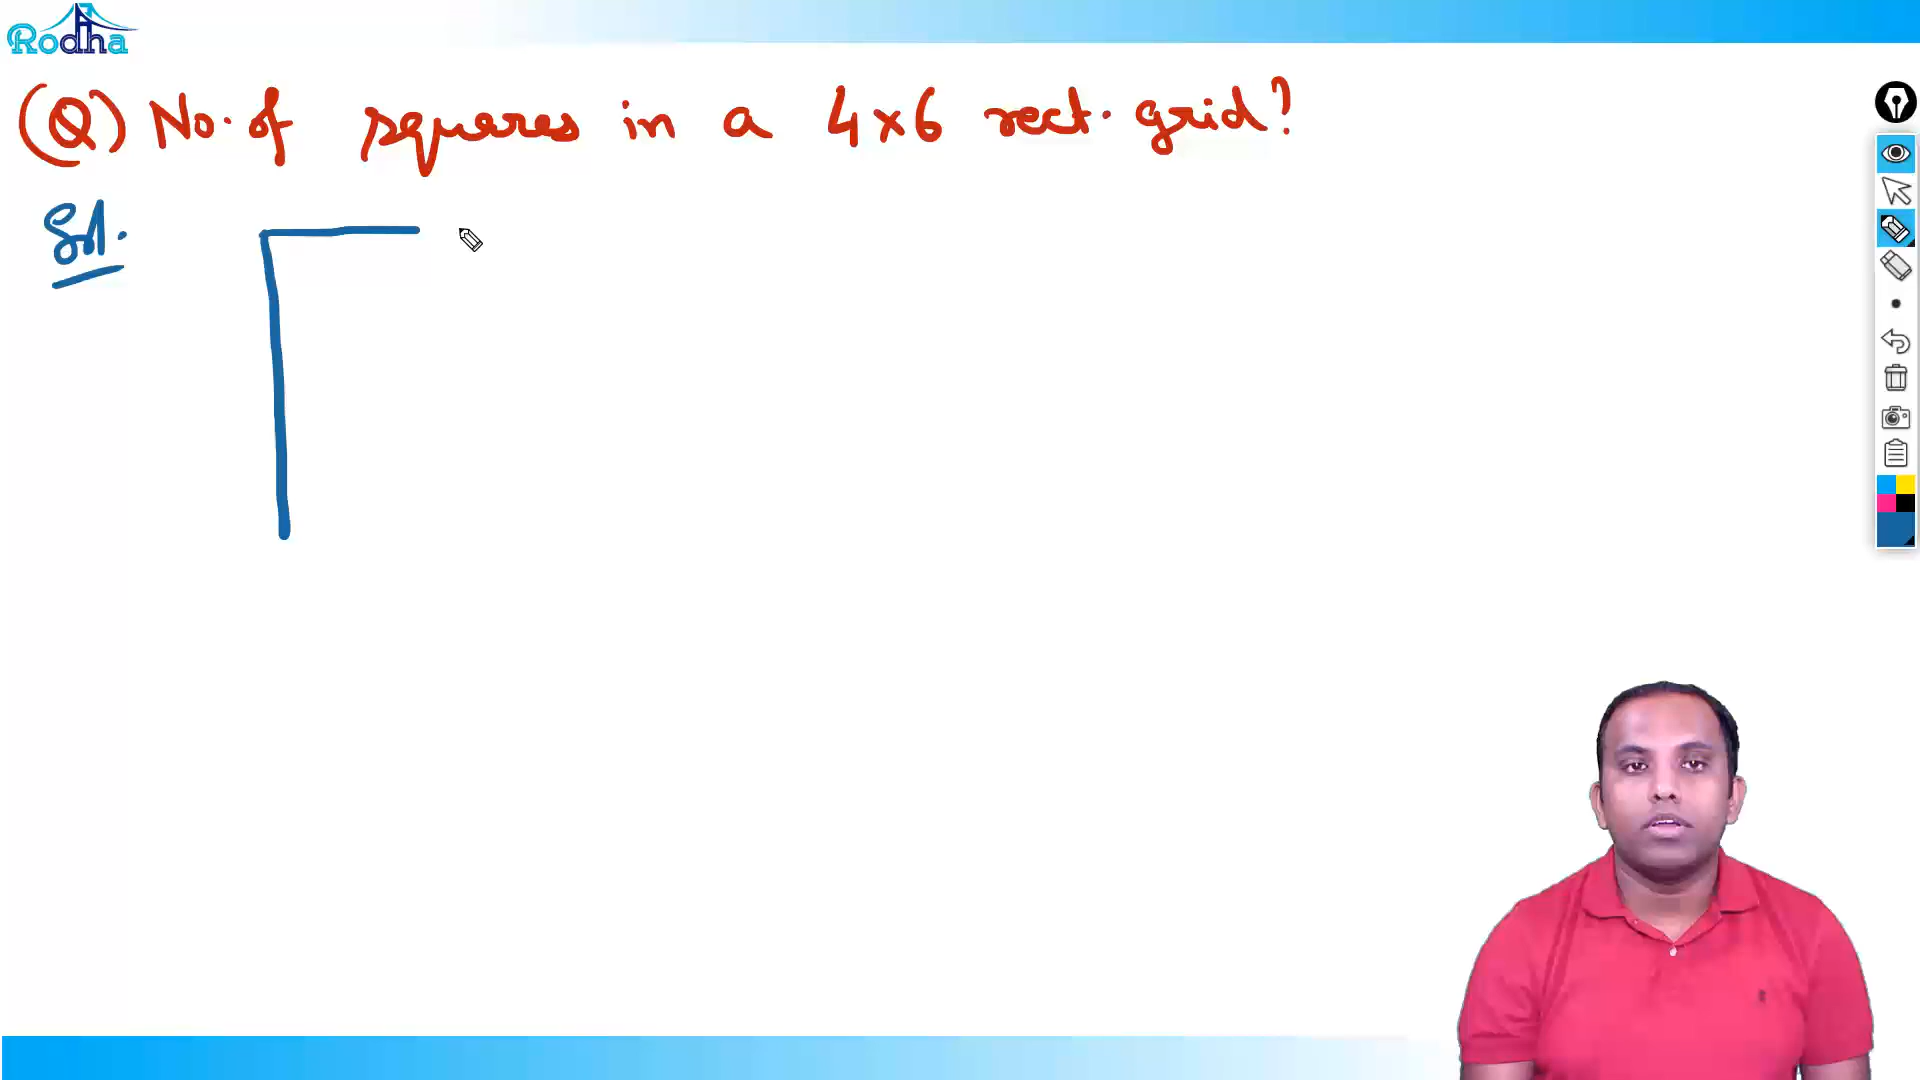 Rodha
(Q) No. of squares in a 4x6 rect. grid?
Sol.